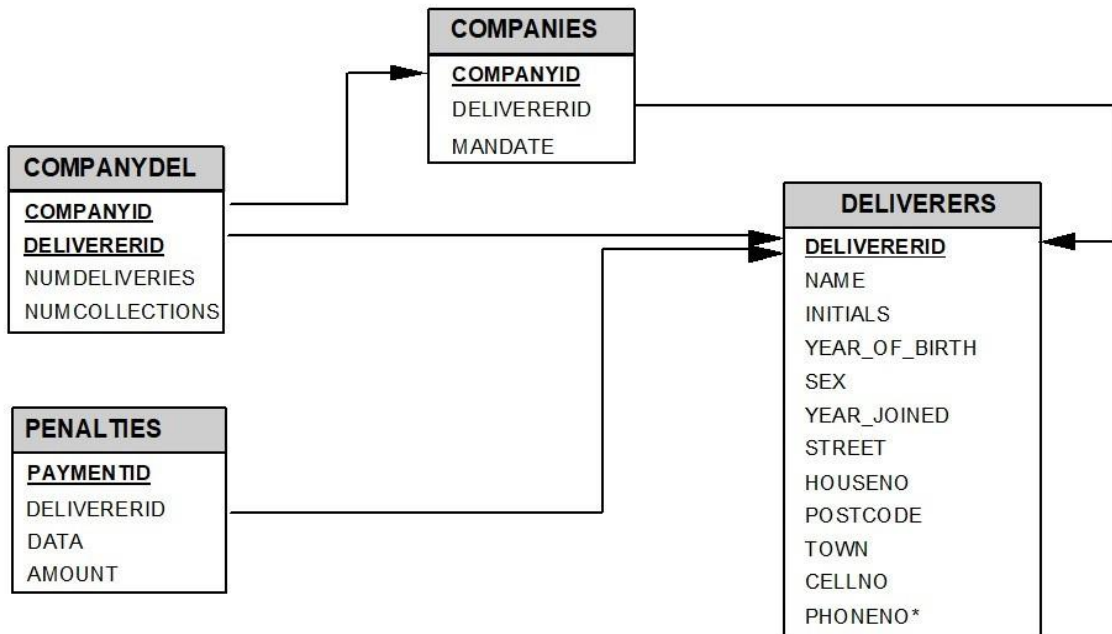 COMPANIES
COMPANYID
DELIVERERID
MANDATE
COMPANYDEL
COMPANYID
DELIVERERID
NUMDELIVERIES
NUMCOLLECTIONS
DELIVERERS
DELIVERERID
NAME
INITIALS
YEAR_OF_BIRTH
SEX
YEAR_JOINED
STREET
HOUSENO
POSTCODE
TOWN
CELLNO
PHONENO*
PENALTIES
PAYMENTID
DELIVERERID
DATA
AMOUNT